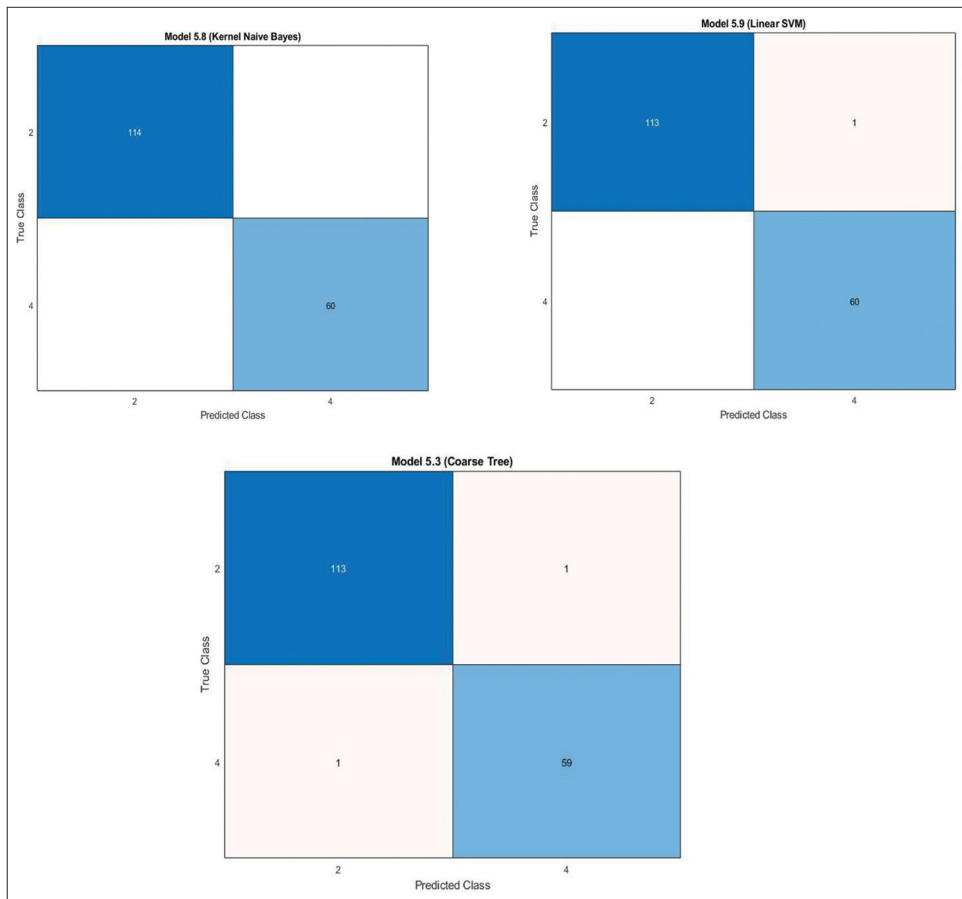 Model 5.8 (Kernel Naive Bayes)
True Class
2
114
4
60
2
4
Predicted Class
Model 5.9 (Linear SVM)
True Class
2
113
1
4
60
2
4
Predicted Class
Model 5.3 (Coarse Tree)
True Class
2
113
1
4
1
59
2
4
Predicted Class